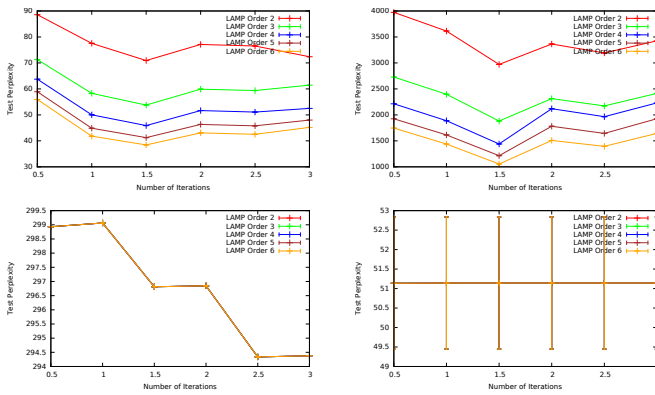 90
80
70
60
50
40
30
0.5 1 1.5 2 2.5 3
Test Perplexity
Number of Iterations
LAMP Order 2
LAMP Order 3
LAMP Order 4
LAMP Order 5
LAMP Order 6
4000
3500
3000
2500
2000
1500
1000
0.5 1 1.5 2 2.5 3
Test Perplexity
Number of Iterations
LAMP Order 2
LAMP Order 3
LAMP Order 4
LAMP Order 5
LAMP Order 6
299.5
299
298.5
298
297.5
297
296.5
296
295.5
295
294.5
294
0.5 1 1.5 2 2.5 3
Test Perplexity
Number of Iterations
LAMP Order 2
LAMP Order 3
LAMP Order 4
LAMP Order 5
LAMP Order 6
53
52.5
52
51.5
51
50.5
50
49.5
49
0.5 1 1.5 2 2.5 3
Test Perplexity
Number of Iterations
LAMP Order 2
LAMP Order 3
LAMP Order 4
LAMP Order 5
LAMP Order 6